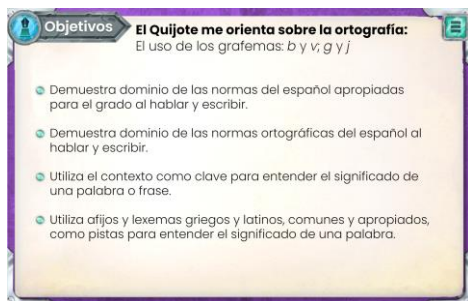 Objetivos
El Quijote me orienta sobre la ortografía:
El uso de los grafemas: b y v; g y j
Demuestra dominio de las normas del español apropiadas
para el grado al hablar y escribir.
Demuestra dominio de las normas ortográficas del español al
hablar y escribir.
Utiliza el contexto como clave para entender el significado de
una palabra o frase.
Utiliza afijos y lexemas griegos y latinos, comunes y apropiados,
como pistas para entender el significado de una palabra.